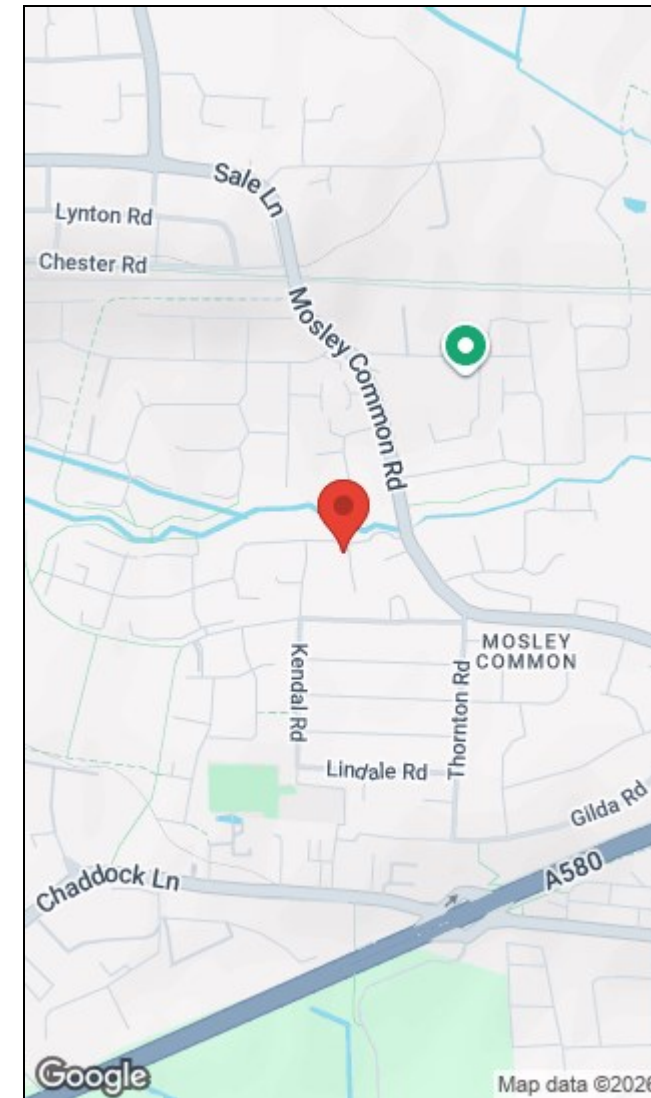 Sale Ln
Lynton Rd
Chester Rd
Mosley Common Rd
MOSLEY
COMMON
Kendal Rd
Thornton Rd
Lindale Rd
Gilda Rd
A580
Chaddock Ln
Google
Map data ©2026